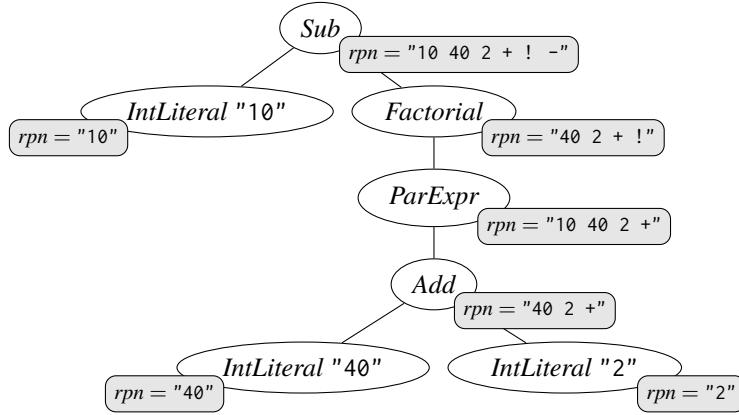 Sub
rpn = "10 40 2 + ! -"
IntLiteral "10"
Factorial
rpn = "10"
rpn = "40 2 + !"
ParExpr
rpn = "10 40 2 +"
Add
rpn = "40 2 +"
IntLiteral "40"
IntLiteral "2"
rpn = "40"
rpn = "2"